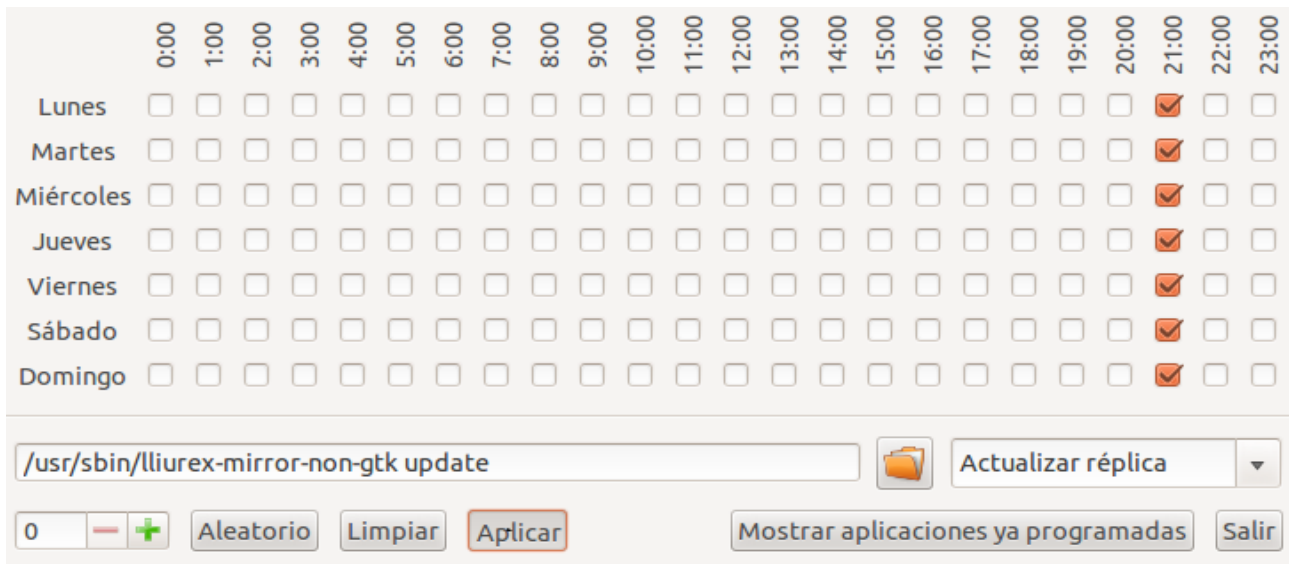 0:00 1:00 2:00 3:00 4:00 5:00 6:00 7:00 8:00 9:00 10:00 11:00 12:00 13:00 14:00 15:00 16:00 17:00 18:00 19:00 20:00 21:00 22:00 23:00
Lunes
Martes
Miércoles
Jueves
Viernes
Sábado
Domingo
/usr/sbin/lliurex-mirror-non-gtk update Actualizar réplica
0 Aleatorio Limpiar Aplicar Mostrar aplicaciones ya programadas Salir